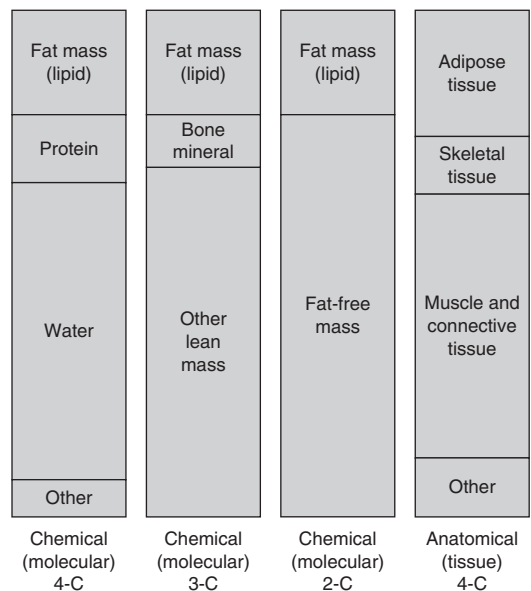 Fat mass
(lipid)
Protein
Water
Other
Chemical
(molecular)
4-C
Fat mass
(lipid)
Bone
mineral
Other
lean
mass
Chemical
(molecular)
3-C
Fat mass
(lipid)
Fat-free
mass
Chemical
(molecular)
2-C
Adipose
tissue
Skeletal
tissue
Muscle and
connective
tissue
Other
Anatomical
(tissue)
4-C